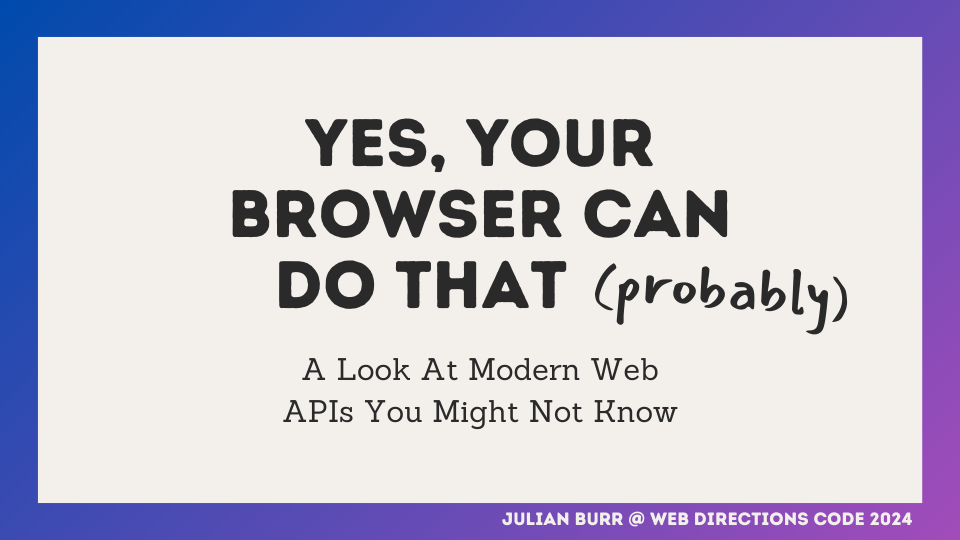 YES, YOUR
BROWSER CAN
DO THAT (probably)
A Look At Modern Web
APIs You Might Not Know
JULIAN BURR @ WEB DIRECTIONS CODE 2024